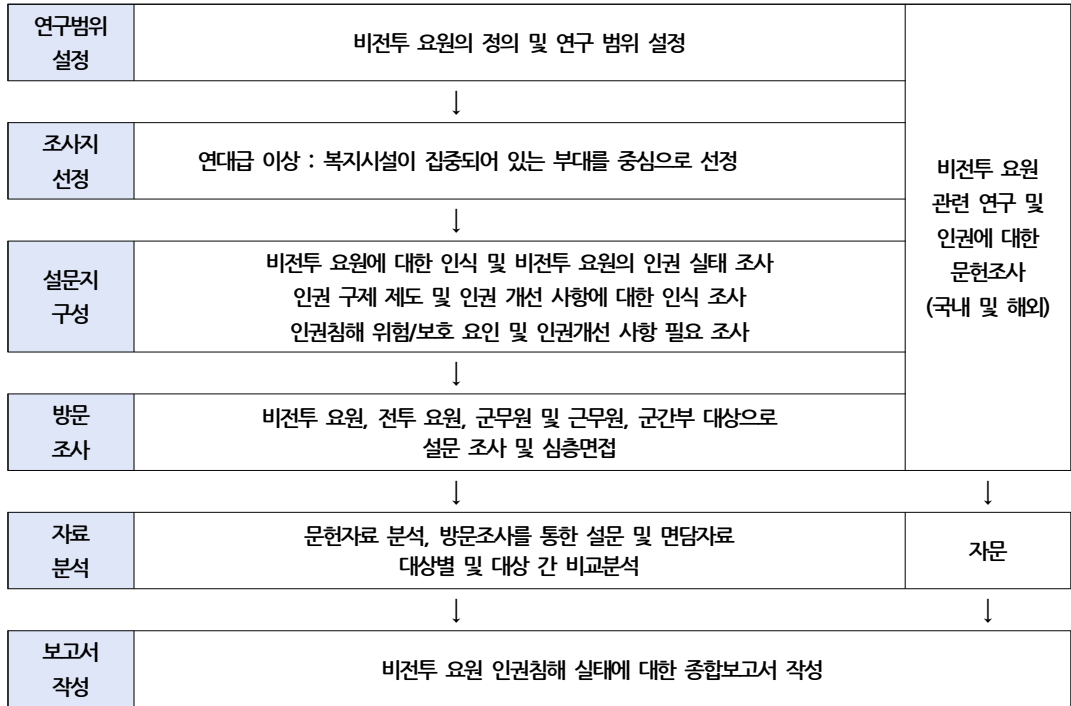 연구범위
설정
비전투 요원의 정의 및 연구 범위 설정
↓
조사지
선정
연대급 이상 : 복지시설이 집중되어 있는 부대를 중심으로 선정
↓
설문지
구성
비전투 요원에 대한 인식 및 비전투 요원의 인권 실태 조사
인권 구제 제도 및 인권 개선 사항에 대한 인식 조사
인권침해 위험/보호 요인 및 인권개선 사항 필요 조사
↓
방문
조사
비전투 요원, 전투 요원, 군무원 및 근무원, 군간부 대상으로
설문 조사 및 심층면접
비전투 요원
관련 연구 및
인권에 대한
문헌조사
(국내 및 해외)
↓
↓
자료
분석
문헌자료 분석, 방문조사를 통한 설문 및 면담자료
대상별 및 대상 간 비교분석
자문
↓
↓
보고서
작성
비전투 요원 인권침해 실태에 대한 종합보고서 작성